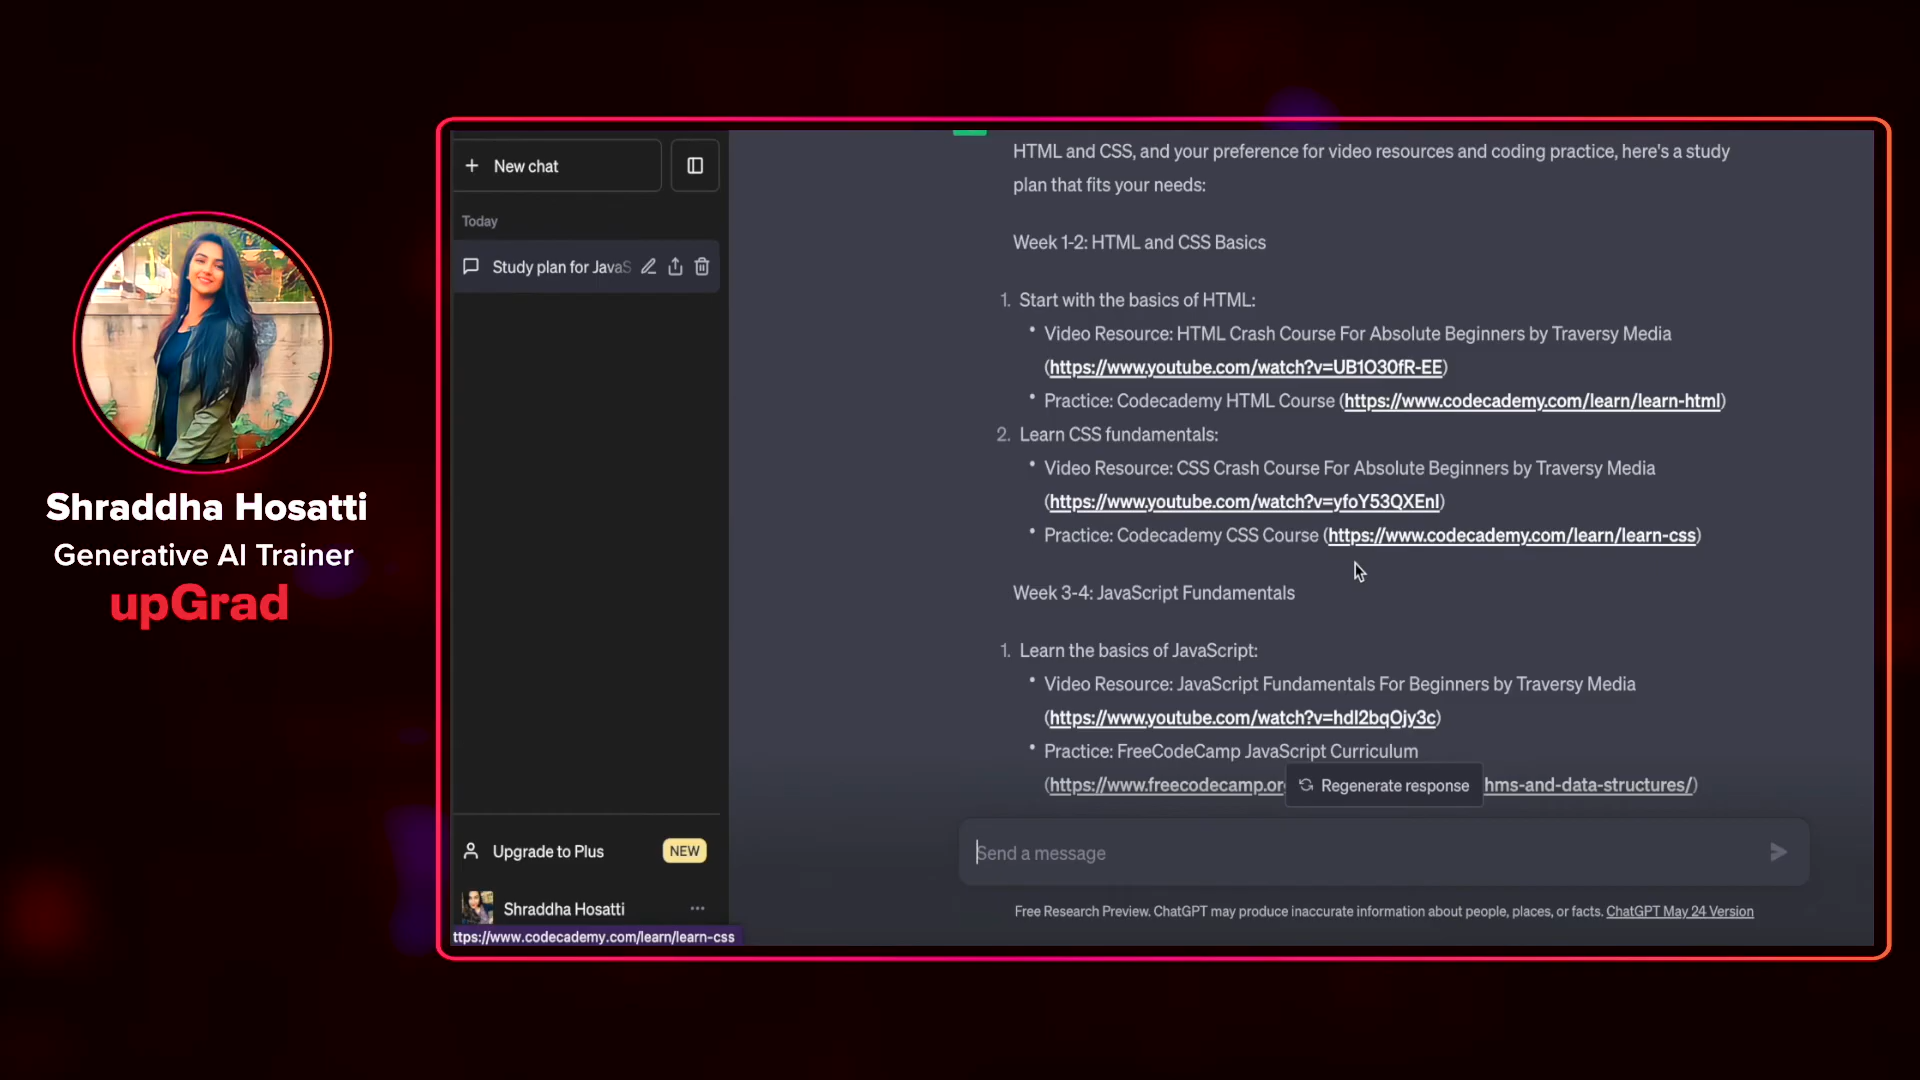 Shraddha Hosatti
Generative AI Trainer
upGrad
New chat
Today
Study plan for JavaS
Upgrade to Plus
NEW
Shraddha Hosatti
ttps://www.codecademy.com/learn/learn-css
HTML and CSS, and your preference for video resources and coding practice, here's a study
plan that fits your needs:
Week 1-2: HTML and CSS Basics
1. Start with the basics of HTML:
• Video Resource: HTML Crash Course For Absolute Beginners by Traversy Media
(https://www.youtube.com/watch?v=UB1O30fR-EE)
• Practice: Codecademy HTML Course (https://www.codecademy.com/learn/learn-html)
2. Learn CSS fundamentals:
• Video Resource: CSS Crash Course For Absolute Beginners by Traversy Media
(https://www.youtube.com/watch?v=yfoY53QXEnI)
• Practice: Codecademy CSS Course (https://www.codecademy.com/learn/learn-css)
Week 3-4: JavaScript Fundamentals
1. Learn the basics of JavaScript:
• Video Resource: JavaScript Fundamentals For Beginners by Traversy Media
(https://www.youtube.com/watch?v=hdI2bqOjy3c)
• Practice: FreeCodeCamp JavaScript Curriculum
(https://www.freecodecamp.or Regenerate response hms-and-data-structures/)
Send a message
Free Research Preview. ChatGPT may produce inaccurate information about people, places, or facts. ChatGPT May 24 Version